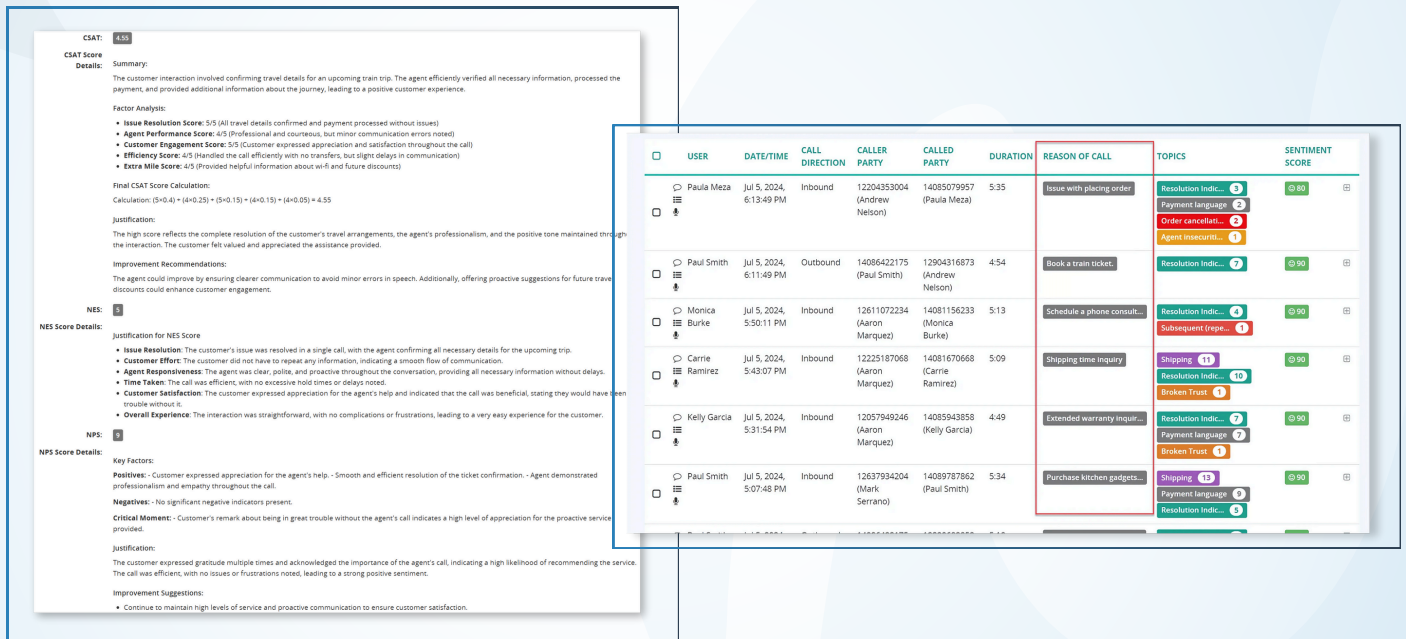 CSAT: 4.55
CSAT Score Details:
Summary:
The customer interaction involved confirming travel details for an upcoming train trip. The agent efficiently verified all necessary information, processed the
payment, and provided additional information about the journey, leading to a positive customer experience.
Factor Analysis:
• Issue Resolution Score: 5/5 (All travel details confirmed and payment processed without issues)
• Agent Performance Score: 4/5 (Professional and courteous, but minor communication errors noted)
• Customer Engagement Score: 5/5 (Customer expressed appreciation and satisfaction throughout the call)
• Efficiency Score: 4/5 (Handled the call efficiently with no transfers, but slight delays in communication)
• Extra Mile Score: 4/5 (Provided helpful information about wi-fi and future discounts)
Final CSAT Score Calculation:
Calculation: (5×0.4) + (4×0.25) + (5×0.15) + (4×0.15) + (4×0.05) = 4.55
Justification:
The high score reflects the complete resolution of the customer's travel arrangements, the agent's professionalism, and the positive tone maintained through
the interaction. The customer felt valued and appreciated the assistance provided.
Improvement Recommendations:
The agent could improve by ensuring clearer communication to avoid minor errors in speech. Additionally, offering proactive suggestions for future trave
discounts could enhance customer engagement.
NES: 5
NES Score Details:
Justification for NES Score
• Issue Resolution: The customer's issue was resolved in a single call, with the agent confirming all necessary details for the upcoming trip.
• Customer Effort: The customer did not have to repeat any information, indicating a smooth flow of communication.
• Agent Responsiveness: The agent was clear, polite, and proactive throughout the conversation, providing all necessary information without delays.
• Time Taken: The call was efficient, with no excessive hold times or delays noted.
• Customer Satisfaction: The customer expressed appreciation for the agent's help and indicated that the call was beneficial, stating they would have been
trouble without it.
• Overall Experience: The interaction was straightforward, with no complications or frustrations, leading to a very easy experience for the customer.
NPS: 9
NPS Score Details:
Key Factors:
Positives: - Customer expressed appreciation for the agent's help. - Smooth and efficient resolution of the ticket confirmation. - Agent demonstrated
professionalism and empathy throughout the call.
Negatives: - No significant negative indicators present.
Critical Moment: - Customer's remark about being in great trouble without the agent's call indicates a high level of appreciation for the proactive service
provided.
Justification:
The customer expressed gratitude multiple times and acknowledged the importance of the agent's call, indicating a high likelihood of recommending the service.
The call was efficient, with no issues or frustrations noted, leading to a strong positive sentiment.
Improvement Suggestions:
• Continue to maintain high levels of service and proactive communication to ensure customer satisfaction.
USER DATE/TIME CALL DIRECTION CALLER PARTY CALLED PARTY DURATION REASON OF CALL TOPICS SENTIMENT SCORE
Paula Meza Jul 5, 2024, 6:13:49 PM Inbound 12204353004 (Andrew Nelson) 14085079957 (Paula Meza) 5:35 Issue with placing order Resolution Indic... 3 80
Payment language 2
Order cancellati... 2
Agent insecuriti... 1
Paul Smith Jul 5, 2024, 6:11:49 PM Outbound 14086422175 (Paul Smith) 12904316873 (Andrew Nelson) 4:54 Book a train ticket. Resolution Indic... 7 90
Monica Burke Jul 5, 2024, 5:50:11 PM Inbound 12611072234 (Aaron Marquez) 14081156233 (Monica Burke) 5:13 Schedule a phone consult... Resolution Indic... 4 90
Subsequent (repe... 1
Carrie Ramirez Jul 5, 2024, 5:43:07 PM Inbound 12225187068 (Aaron Marquez) 14081670668 (Carrie Ramirez) 5:09 Shipping time inquiry Shipping 11 90
Resolution Indic... 10
Broken Trust 1
Kelly Garcia Jul 5, 2024, 5:31:54 PM Inbound 12057949246 (Aaron Marquez) 14085943858 (Kelly Garcia) 4:49 Extended warranty inquir... Resolution Indic... 7 90
Payment language 7
Broken Trust 1
Paul Smith Jul 5, 2024, 5:07:48 PM Inbound 12637934204 (Mark Serrano) 14089787862 (Paul Smith) 5:34 Purchase kitchen gadgets... Shipping 13 90
Payment language 9
Resolution Indic... 5